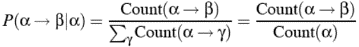 P(α → β|α) = Count(α → β) / ∑γ Count(α → γ) = Count(α → β) / Count(α)